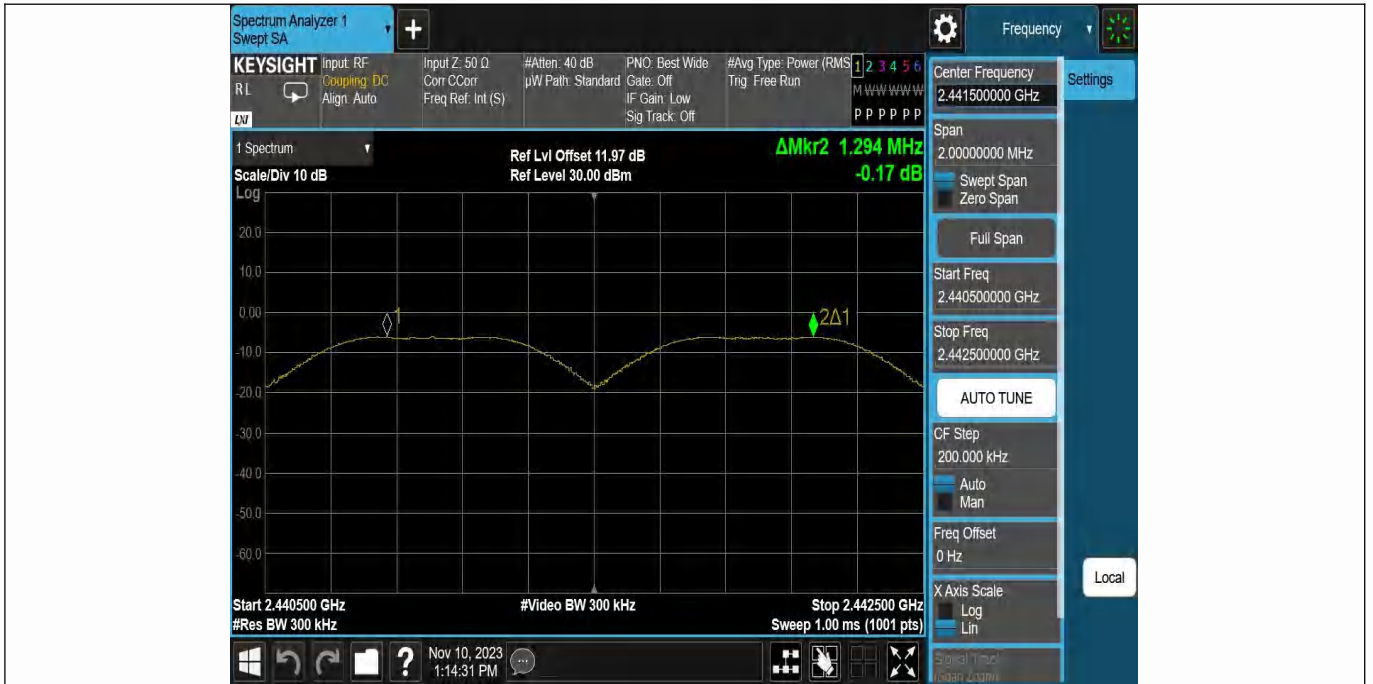 Spectrum Analyzer 1
Swept SA
Frequency
KEYSIGHT
RL
LXI
Input: RF
Coupling: DC
Align: Auto
Input Z: 50 Ω
Corr CCorr
Freq Ref: Int (S)
#Atten: 40 dB
µW Path: Standard
PNO: Best Wide
Gate: Off
IF Gain: Low
Sig Track: Off
#Avg Type: Power (RMS
Trig: Free Run
1 2 3 4 5 6
M W W W W W
P P P P P P
1 Spectrum
Scale/Div 10 dB
Log
Ref Lvl Offset 11.97 dB
Ref Level 30.00 dBm
ΔMkr2 1.294 MHz
-0.17 dB
20.0
10.0
0.00
-10.0
-20.0
-30.0
-40.0
-50.0
-60.0
1
2Δ1
Start 2.440500 GHz
#Res BW 300 kHz
#Video BW 300 kHz
Stop 2.442500 GHz
Sweep 1.00 ms (1001 pts)
Nov 10, 2023
1:14:31 PM
Center Frequency
2.441500000 GHz
Settings
Span
2.00000000 MHz
Swept Span
Zero Span
Full Span
Start Freq
2.440500000 GHz
Stop Freq
2.442500000 GHz
AUTO TUNE
CF Step
200.000 kHz
Auto
Man
Freq Offset
0 Hz
X Axis Scale
Log
Lin
Signal Track
(Span Zoom)
Local